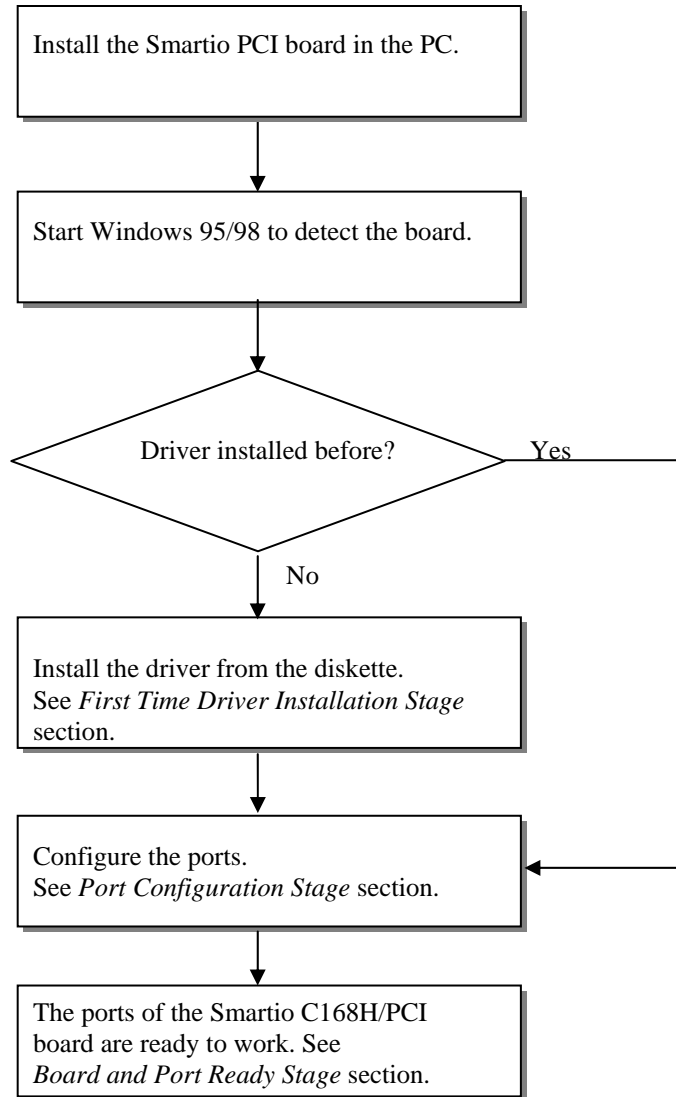 Install the Smartio PCI board in the PC.
Start Windows 95/98 to detect the board.
Driver installed before?
Yes
No
Install the driver from the diskette.
See First Time Driver Installation Stage
section.
Configure the ports.
See Port Configuration Stage section.
The ports of the Smartio C168H/PCI
board are ready to work. See
Board and Port Ready Stage section.